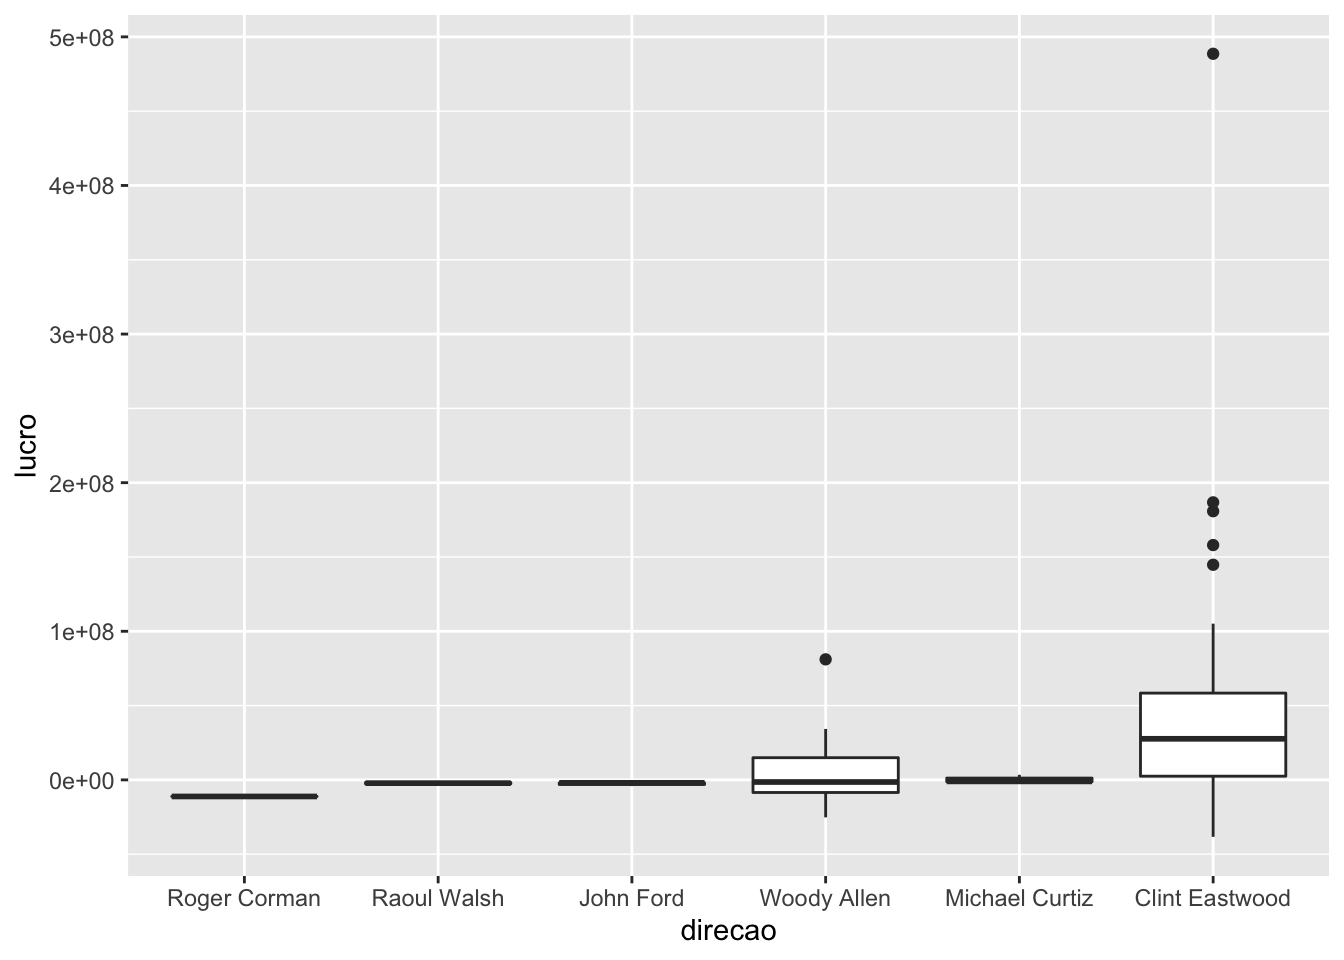 5e+08
4e+08
3e+08
2e+08
1e+08
0e+00
lucro
Roger Corman Raoul Walsh John Ford Woody Allen Michael Curtiz Clint Eastwood
direcao